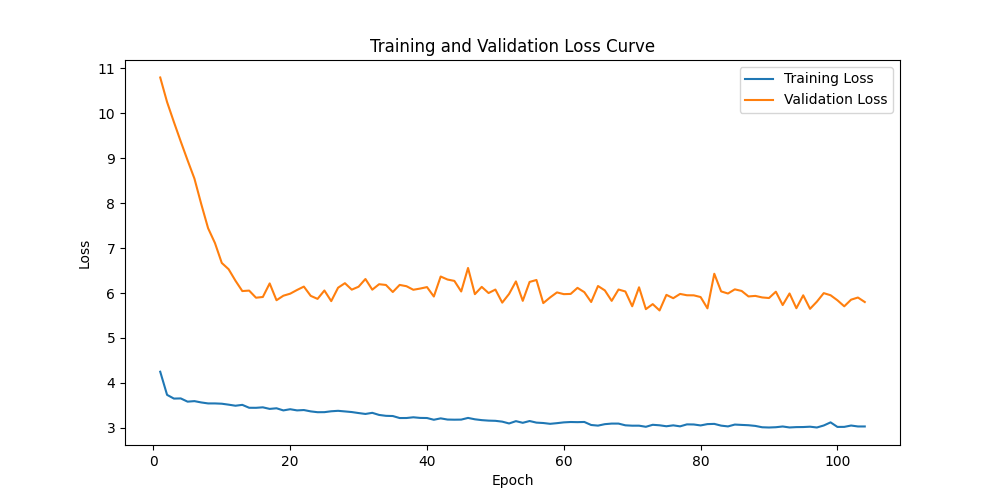 Training and Validation Loss Curve
Training Loss
Validation Loss
11
10
9
8
7
6
5
4
3
Loss
0 20 40 60 80 100
Epoch